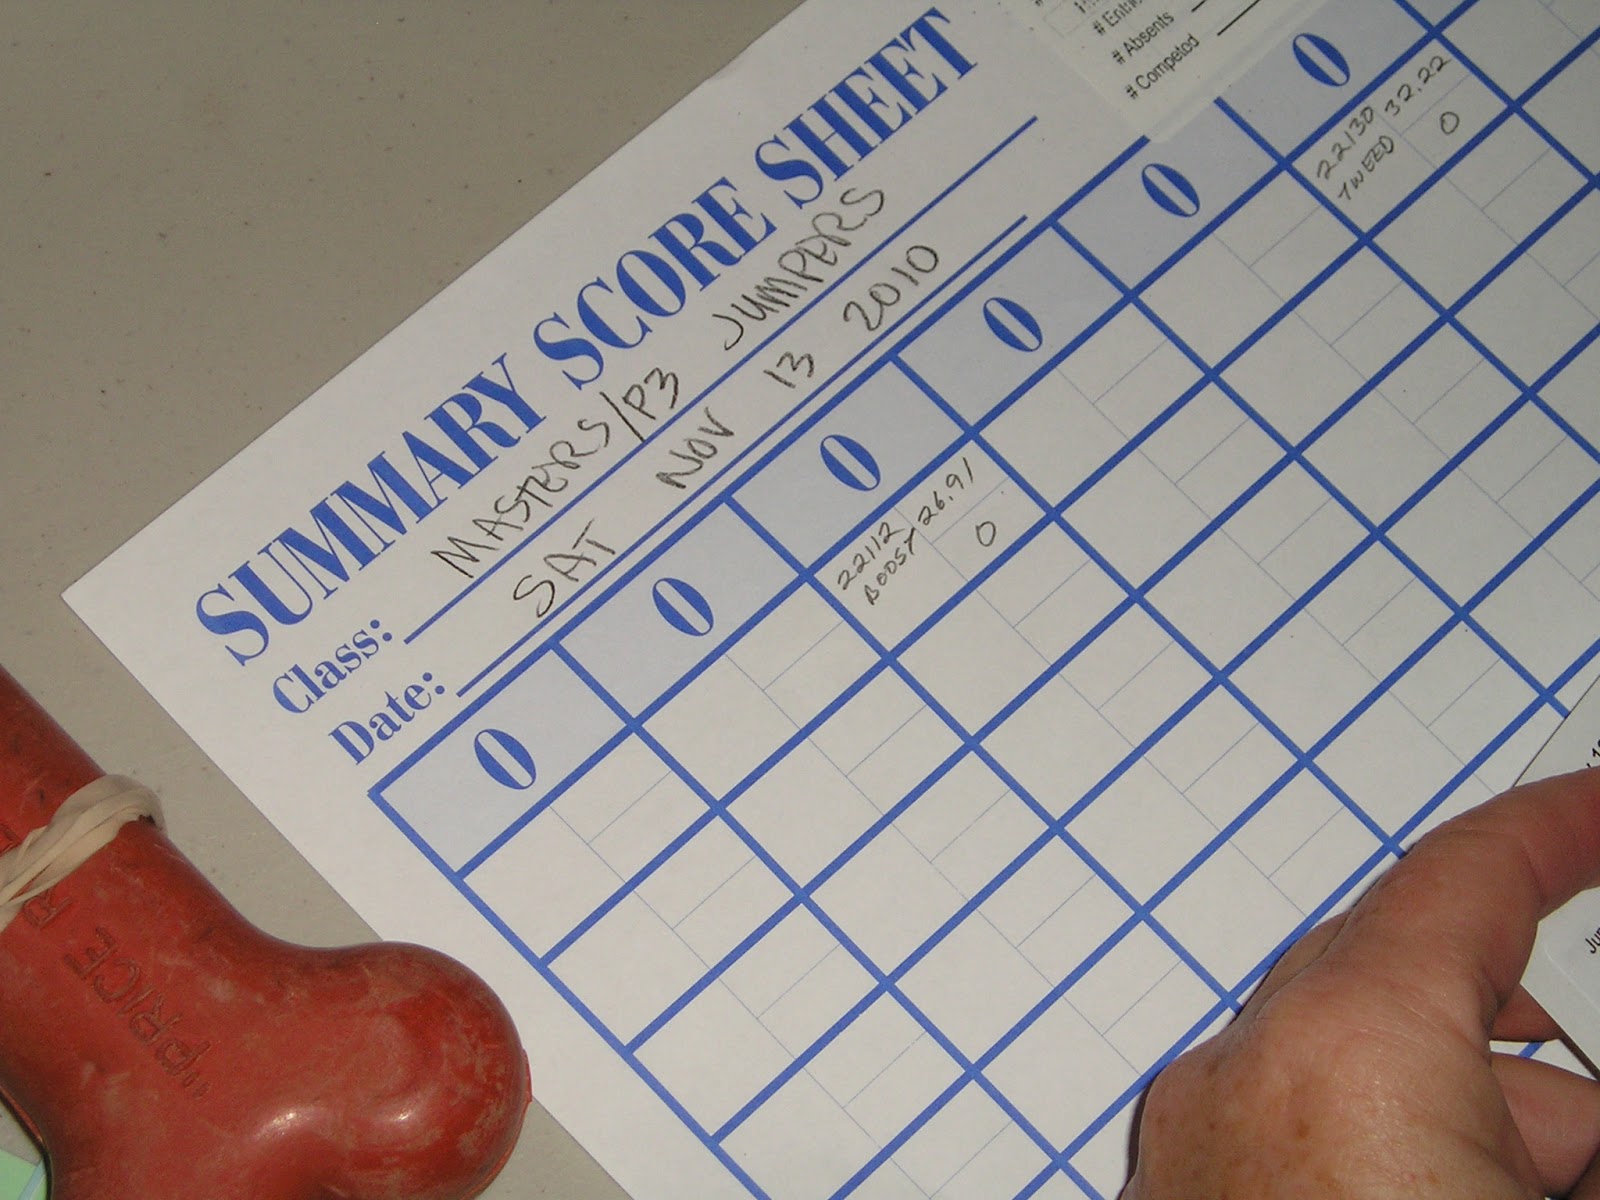 SUMMARY SCORE SHEET
Class: MASTERS/P3 JUMPERS
Date: SAT NOV 13 2010
# Absents
# Competed
0 0 0 0 0 0
22112 26.91
BOOST 0
22130 32.22
TWEED 0
"PRICE